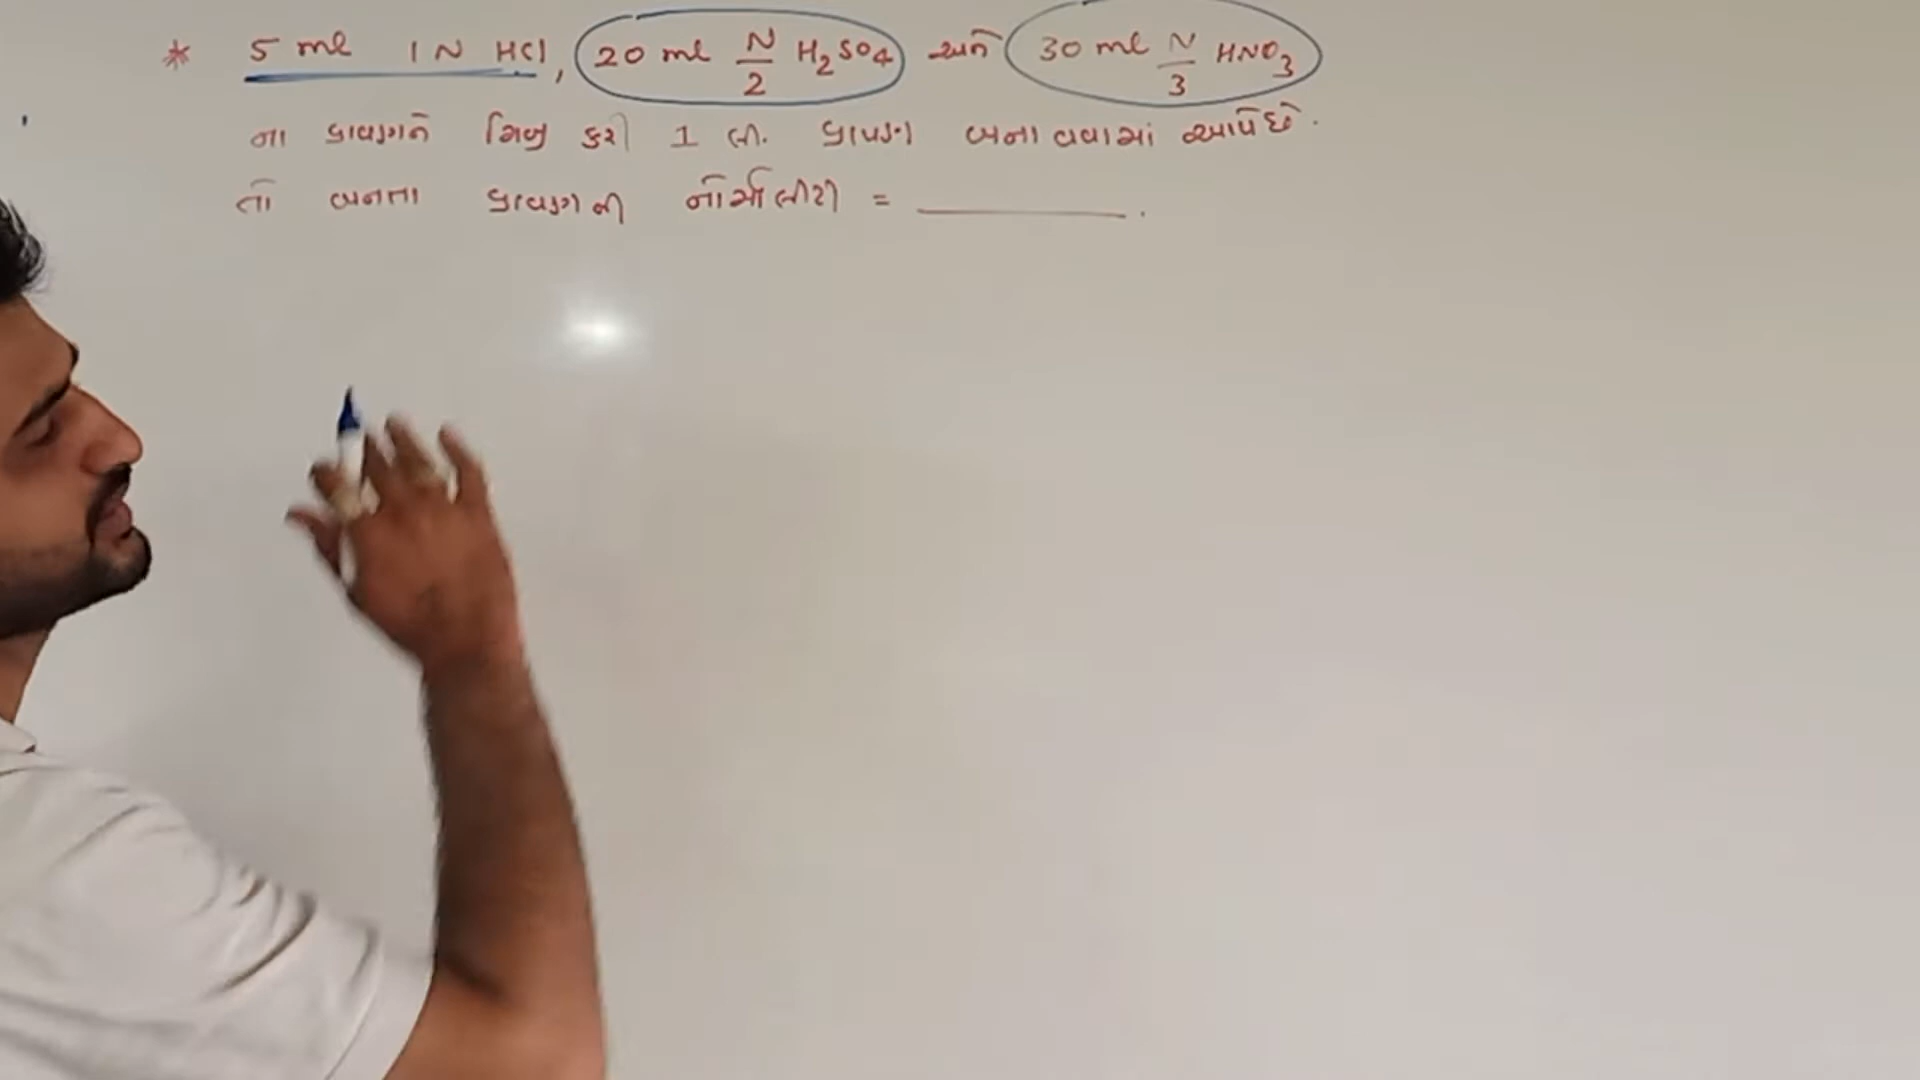 * 5 ml 1 N HCl, 20 ml N/2 H₂SO₄ અને 30 ml N/3 HNO₃
ના દ્રાવણને મિશ્ર કરી 1 લી. દ્રાવણ બનાવવામાં આવે છે.
તો બનતા દ્રાવણની નોર્માલીટી = ______.